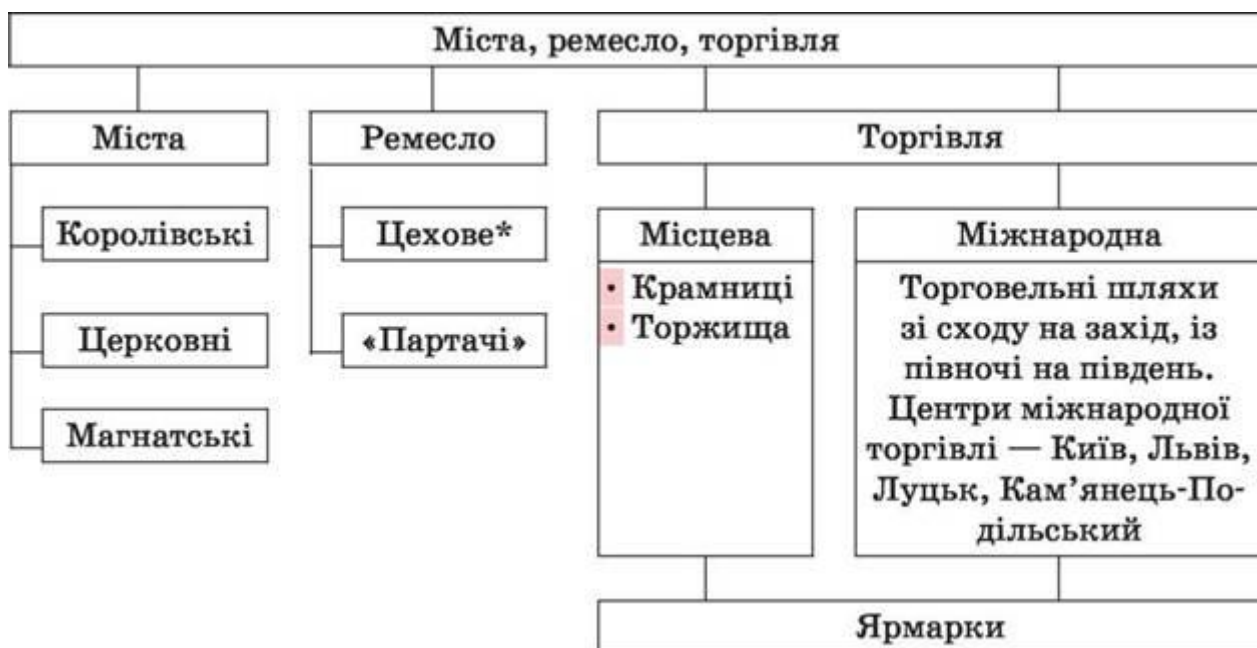 Міста, ремесло, торгівля
Міста
Ремесло
Торгівля
Королівські
Церковні
Магнатські
Цехове*
«Партачі»
Місцева
• Крамниці
• Торжища
Міжнародна
Торговельні шляхи
зі сходу на захід, із
півночі на південь.
Центри міжнародної
торгівлі — Київ, Львів,
Луцьк, Кам’янець-По-
дільський
Ярмарки